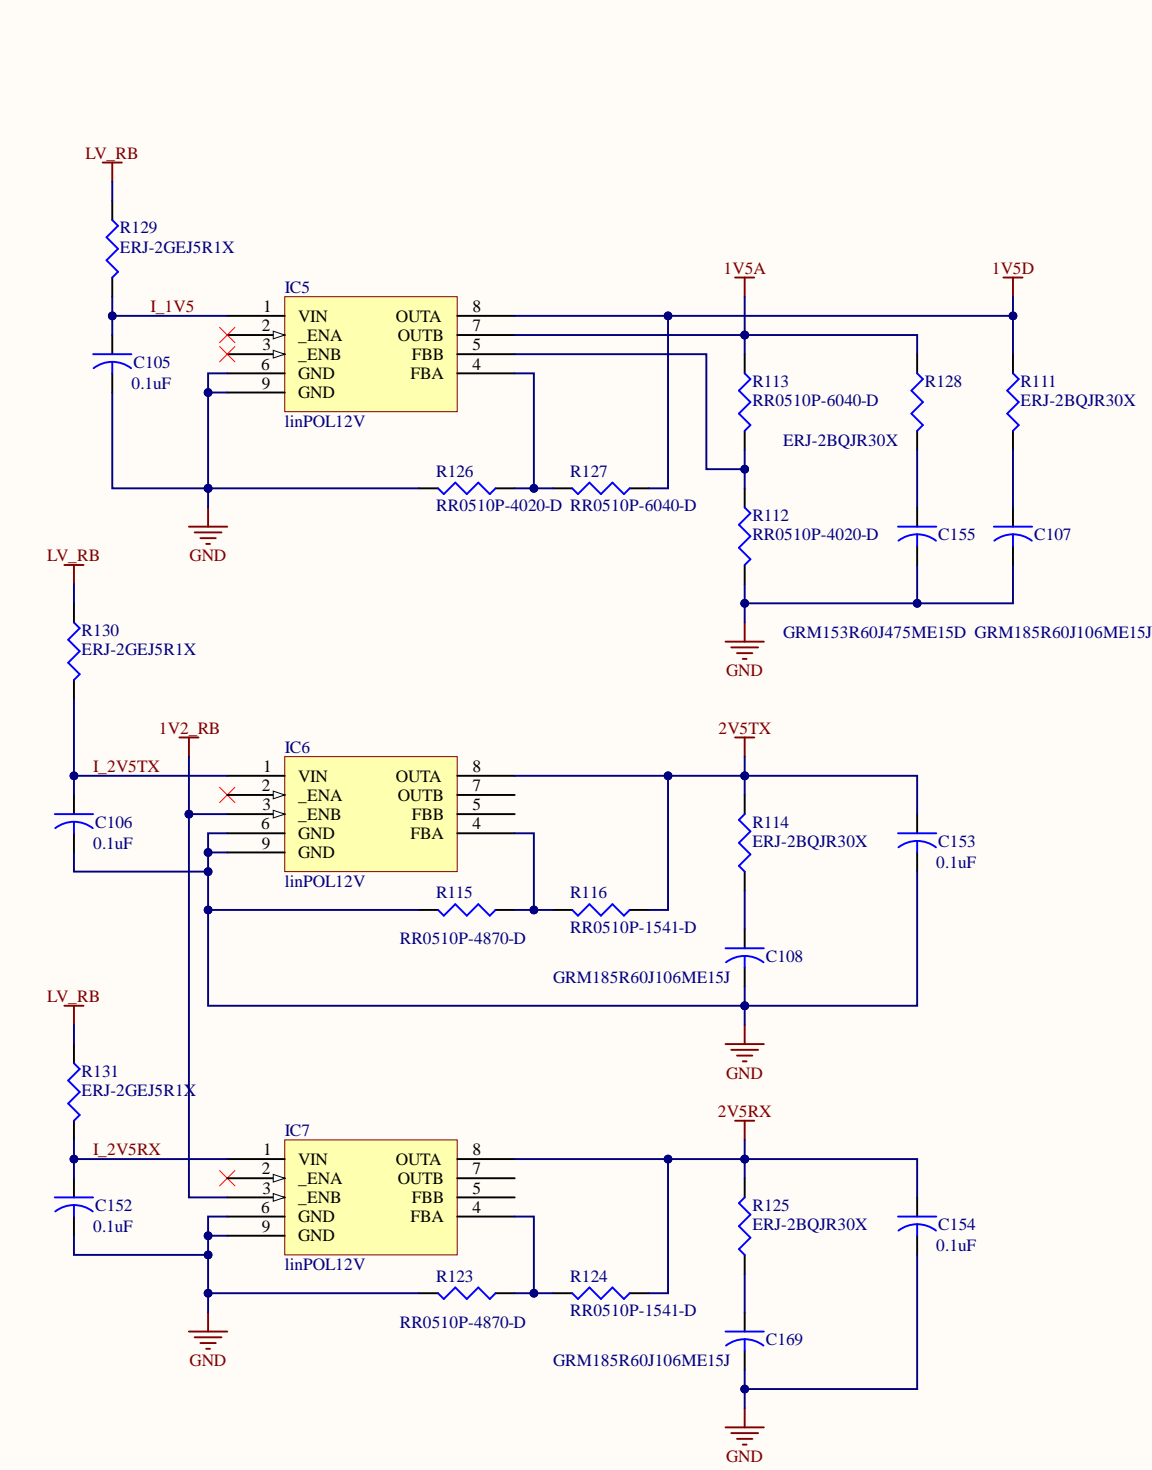 LV_RB
R129
ERJ-2GEJ5R1X
1V5A
1V5D
IC5
I_1V5
1 VIN OUTA 8
2 _ENA OUTB 7
3 _ENB FBB 5
6 GND FBA 4
9 GND
linPOL12V
C105
0.1uF
R113
RR0510P-6040-D
R128
ERJ-2BQJR30X
R111
ERJ-2BQJR30X
R126
RR0510P-4020-D
R127
RR0510P-6040-D
R112
RR0510P-4020-D
C155
C107
GND
GRM153R60J475ME15D
GRM185R60J106ME15J
GND
LV_RB
R130
ERJ-2GEJ5R1X
1V2_RB
2V5TX
IC6
I_2V5TX
1 VIN OUTA 8
2 _ENA OUTB 7
3 _ENB FBB 5
6 GND FBA 4
9 GND
linPOL12V
C106
0.1uF
R114
ERJ-2BQJR30X
C153
0.1uF
R115
RR0510P-4870-D
R116
RR0510P-1541-D
C108
GRM185R60J106ME15J
GND
LV_RB
R131
ERJ-2GEJ5R1X
2V5RX
IC7
I_2V5RX
1 VIN OUTA 8
2 _ENA OUTB 7
3 _ENB FBB 5
6 GND FBA 4
9 GND
linPOL12V
C152
0.1uF
R125
ERJ-2BQJR30X
C154
0.1uF
R123
RR0510P-4870-D
R124
RR0510P-1541-D
C169
GRM185R60J106ME15J
GND
GND